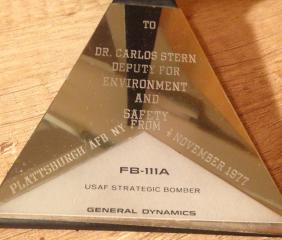 TO
DR. CARLOS STERN
DEPUTY FOR
ENVIRONMENT
AND
SAFETY
FROM
PLATTSBURGH AFB NY
4 NOVEMBER 1977
FB-111A
USAF STRATEGIC BOMBER
GENERAL DYNAMICS